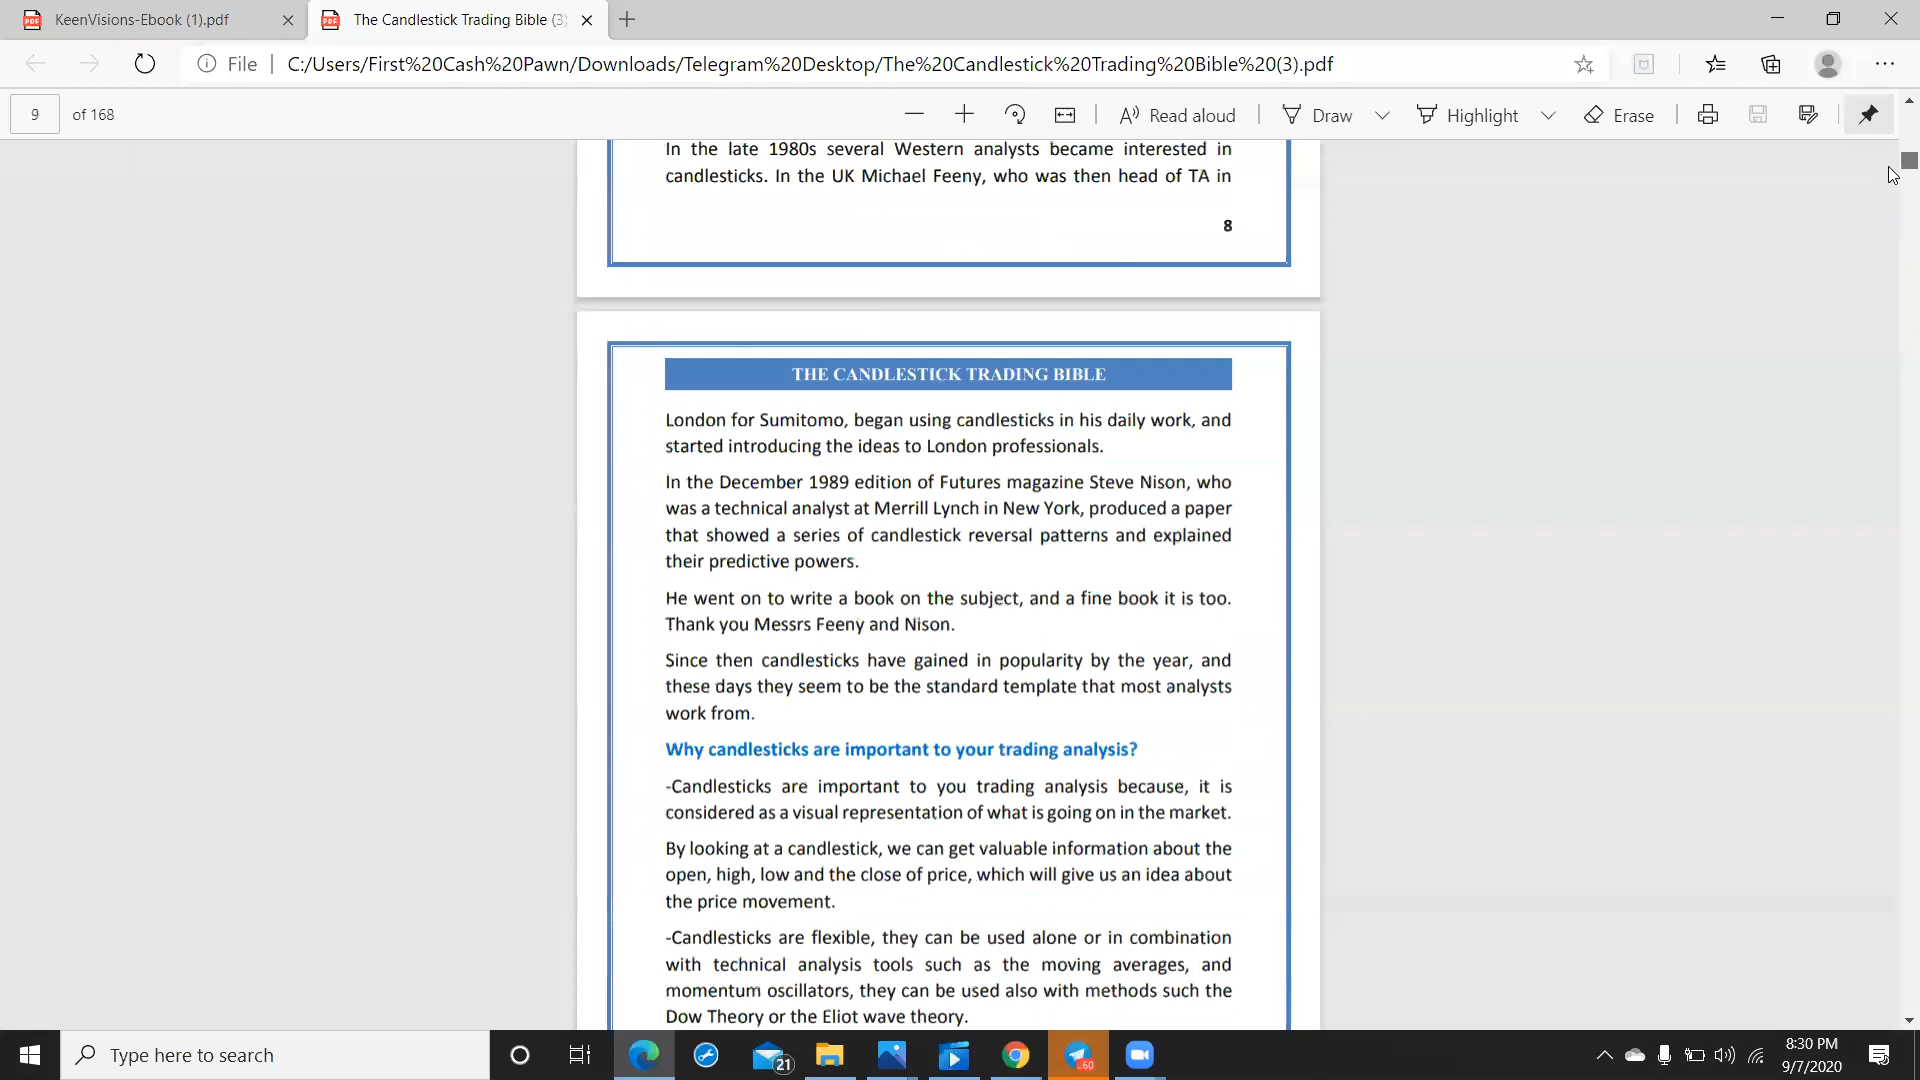 KeenVisions-Ebook (1).pdf
The Candlestick Trading Bible (3)
File
C:/Users/First%20Cash%20Pawn/Downloads/Telegram%20Desktop/The%20Candlestick%20Trading%20Bible%20(3).pdf
9 of 168
Read aloud
Draw
Highlight
Erase
In the late 1980s several Western analysts became interested in
candlesticks. In the UK Michael Feeny, who was then head of TA in
8
THE CANDLESTICK TRADING BIBLE
London for Sumitomo, began using candlesticks in his daily work, and
started introducing the ideas to London professionals.
In the December 1989 edition of Futures magazine Steve Nison, who
was a technical analyst at Merrill Lynch in New York, produced a paper
that showed a series of candlestick reversal patterns and explained
their predictive powers.
He went on to write a book on the subject, and a fine book it is too.
Thank you Messrs Feeny and Nison.
Since then candlesticks have gained in popularity by the year, and
these days they seem to be the standard template that most analysts
work from.
Why candlesticks are important to your trading analysis?
-Candlesticks are important to you trading analysis because, it is
considered as a visual representation of what is going on in the market.
By looking at a candlestick, we can get valuable information about the
open, high, low and the close of price, which will give us an idea about
the price movement.
-Candlesticks are flexible, they can be used alone or in combination
with technical analysis tools such as the moving averages, and
momentum oscillators, they can be used also with methods such the
Dow Theory or the Eliot wave theory.
Type here to search
21
60
8:30 PM
9/7/2020